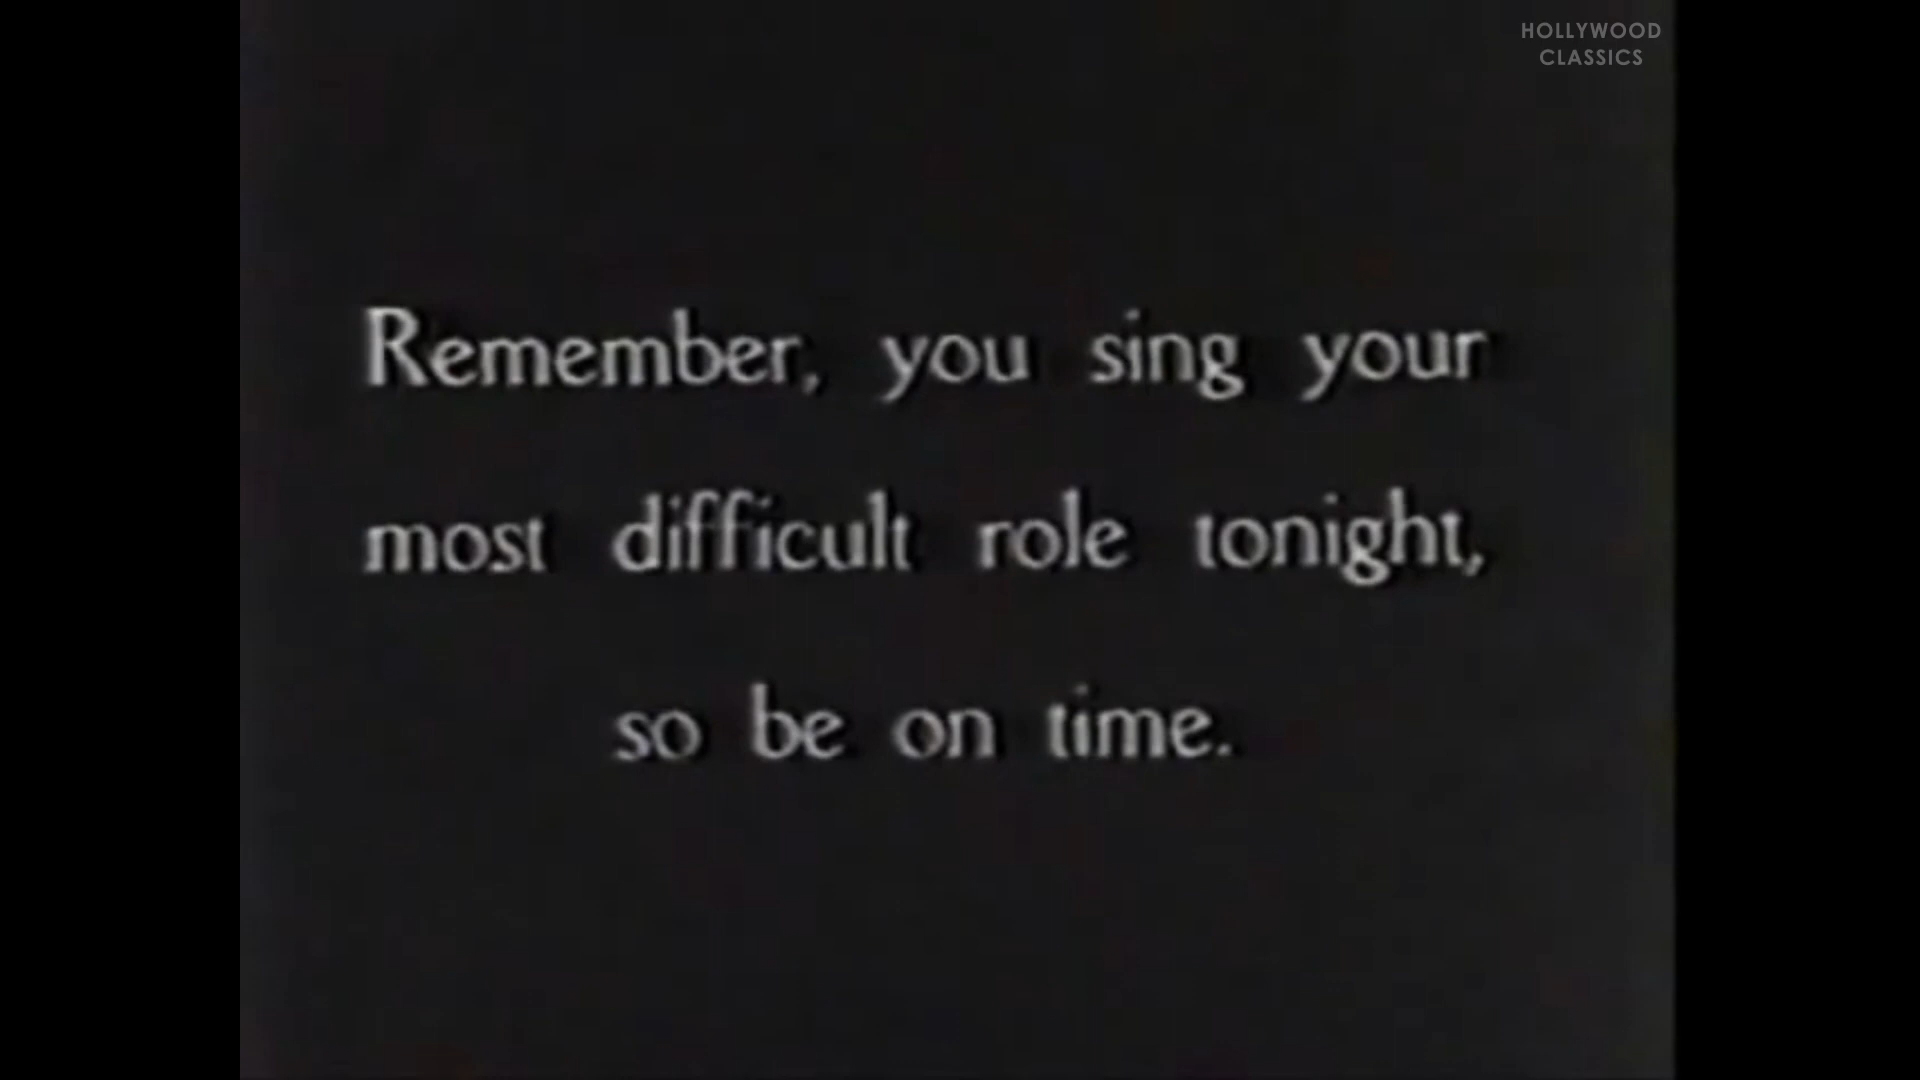 HOLLYWOOD
CLASSICS
Remember, you sing your
most difficult role tonight,
so be on time.